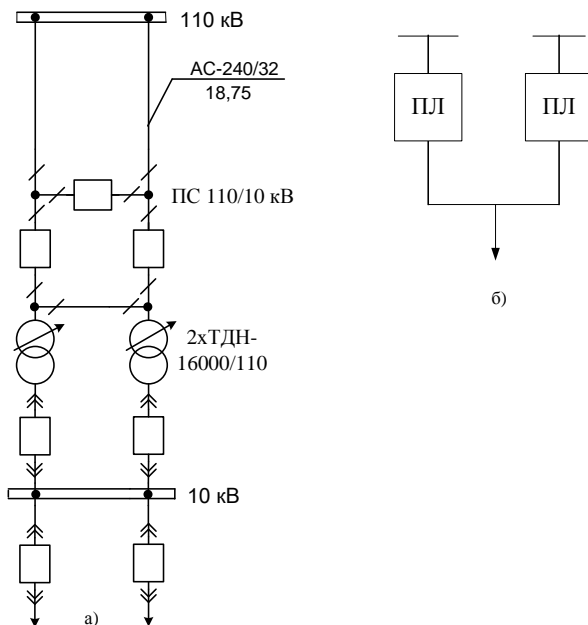 110 кВ
АС-240/32
18,75
ПС 110/10 кВ
2хТДН-
16000/110
10 кВ
а)
ПЛ
ПЛ
б)